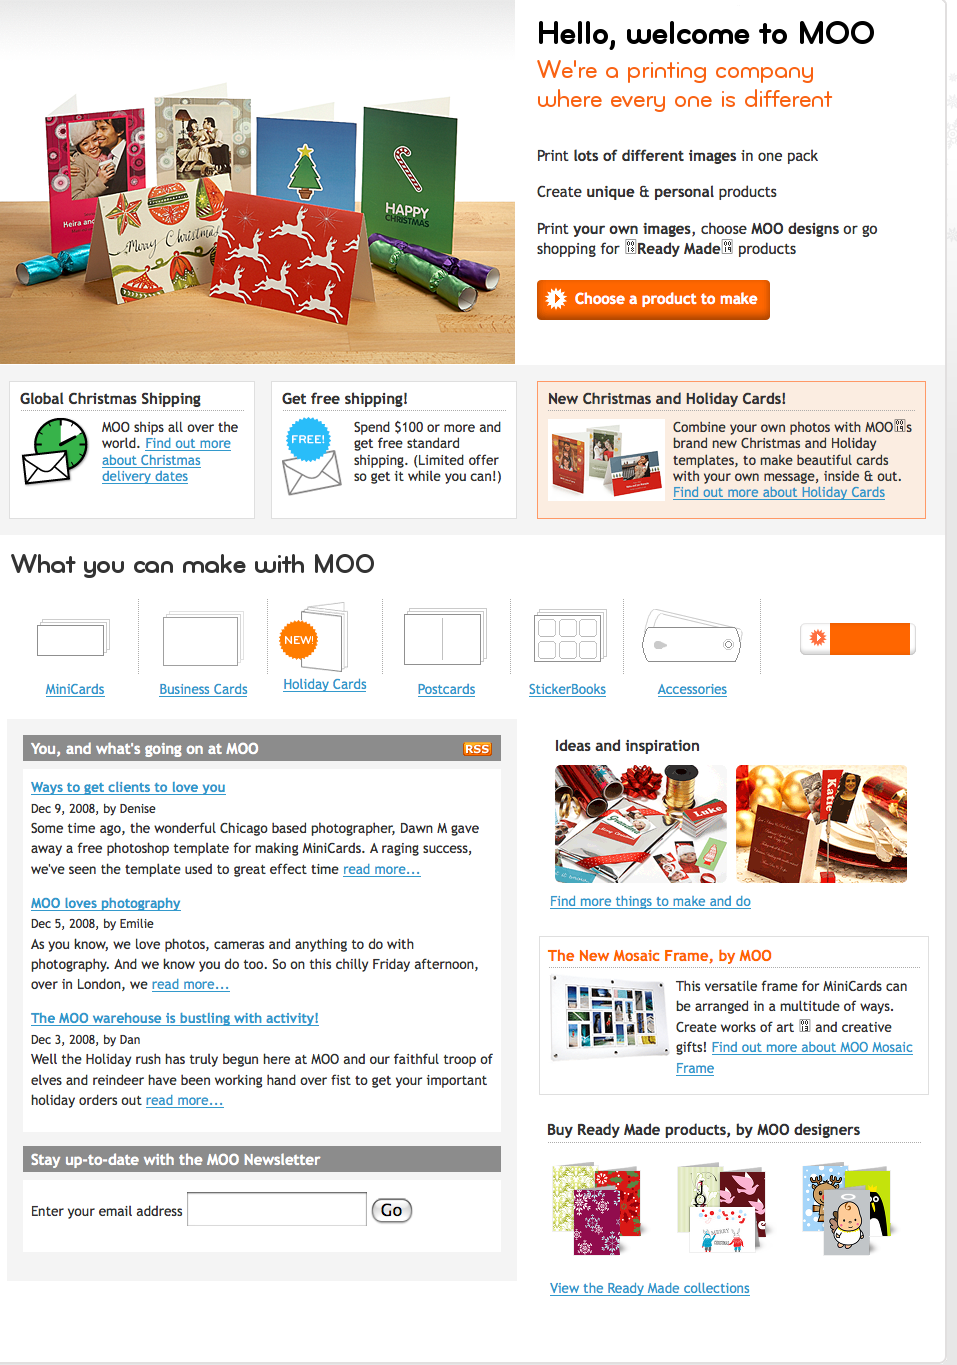 Hello, welcome to MOO
We're a printing company
where every one is different
Print lots of different images in one pack
Create unique & personal products
Print your own images, choose MOO designs or go
shopping for Ready Made products
Choose a product to make
HAPPY
CHRISTMAS
Merry Christmas
Keira and
Global Christmas Shipping
MOO ships all over the
world. Find out more
about Christmas
delivery dates
Get free shipping!
FREE!
Spend $100 or more and
get free standard
shipping. (Limited offer
so get it while you can!)
New Christmas and Holiday Cards!
Combine your own photos with MOOs
brand new Christmas and Holiday
templates, to make beautiful cards
with your own message, inside & out.
Find out more about Holiday Cards
What you can make with MOO
NEW!
MiniCards
Business Cards
Holiday Cards
Postcards
StickerBooks
Accessories
You, and what's going on at MOO
RSS
Ways to get clients to love you
Dec 9, 2008, by Denise
Some time ago, the wonderful Chicago based photographer, Dawn M gave
away a free photoshop template for making MiniCards. A raging success,
we've seen the template used to great effect time read more...
MOO loves photography
Dec 5, 2008, by Emilie
As you know, we love photos, cameras and anything to do with
photography. And we know you do too. So on this chilly Friday afternoon,
over in London, we read more...
The MOO warehouse is bustling with activity!
Dec 3, 2008, by Dan
Well the Holiday rush has truly begun here at MOO and our faithful troop of
elves and reindeer have been working hand over fist to get your important
holiday orders out read more...
Stay up-to-date with the MOO Newsletter
Enter your email address
Go
Ideas and inspiration
Luke
Grandma
Katie
Find more things to make and do
The New Mosaic Frame, by MOO
This versatile frame for MiniCards can
be arranged in a multitude of ways.
Create works of art and creative
gifts! Find out more about MOO Mosaic
Frame
Buy Ready Made products, by MOO designers
MERRY
CHRISTMAS
View the Ready Made collections